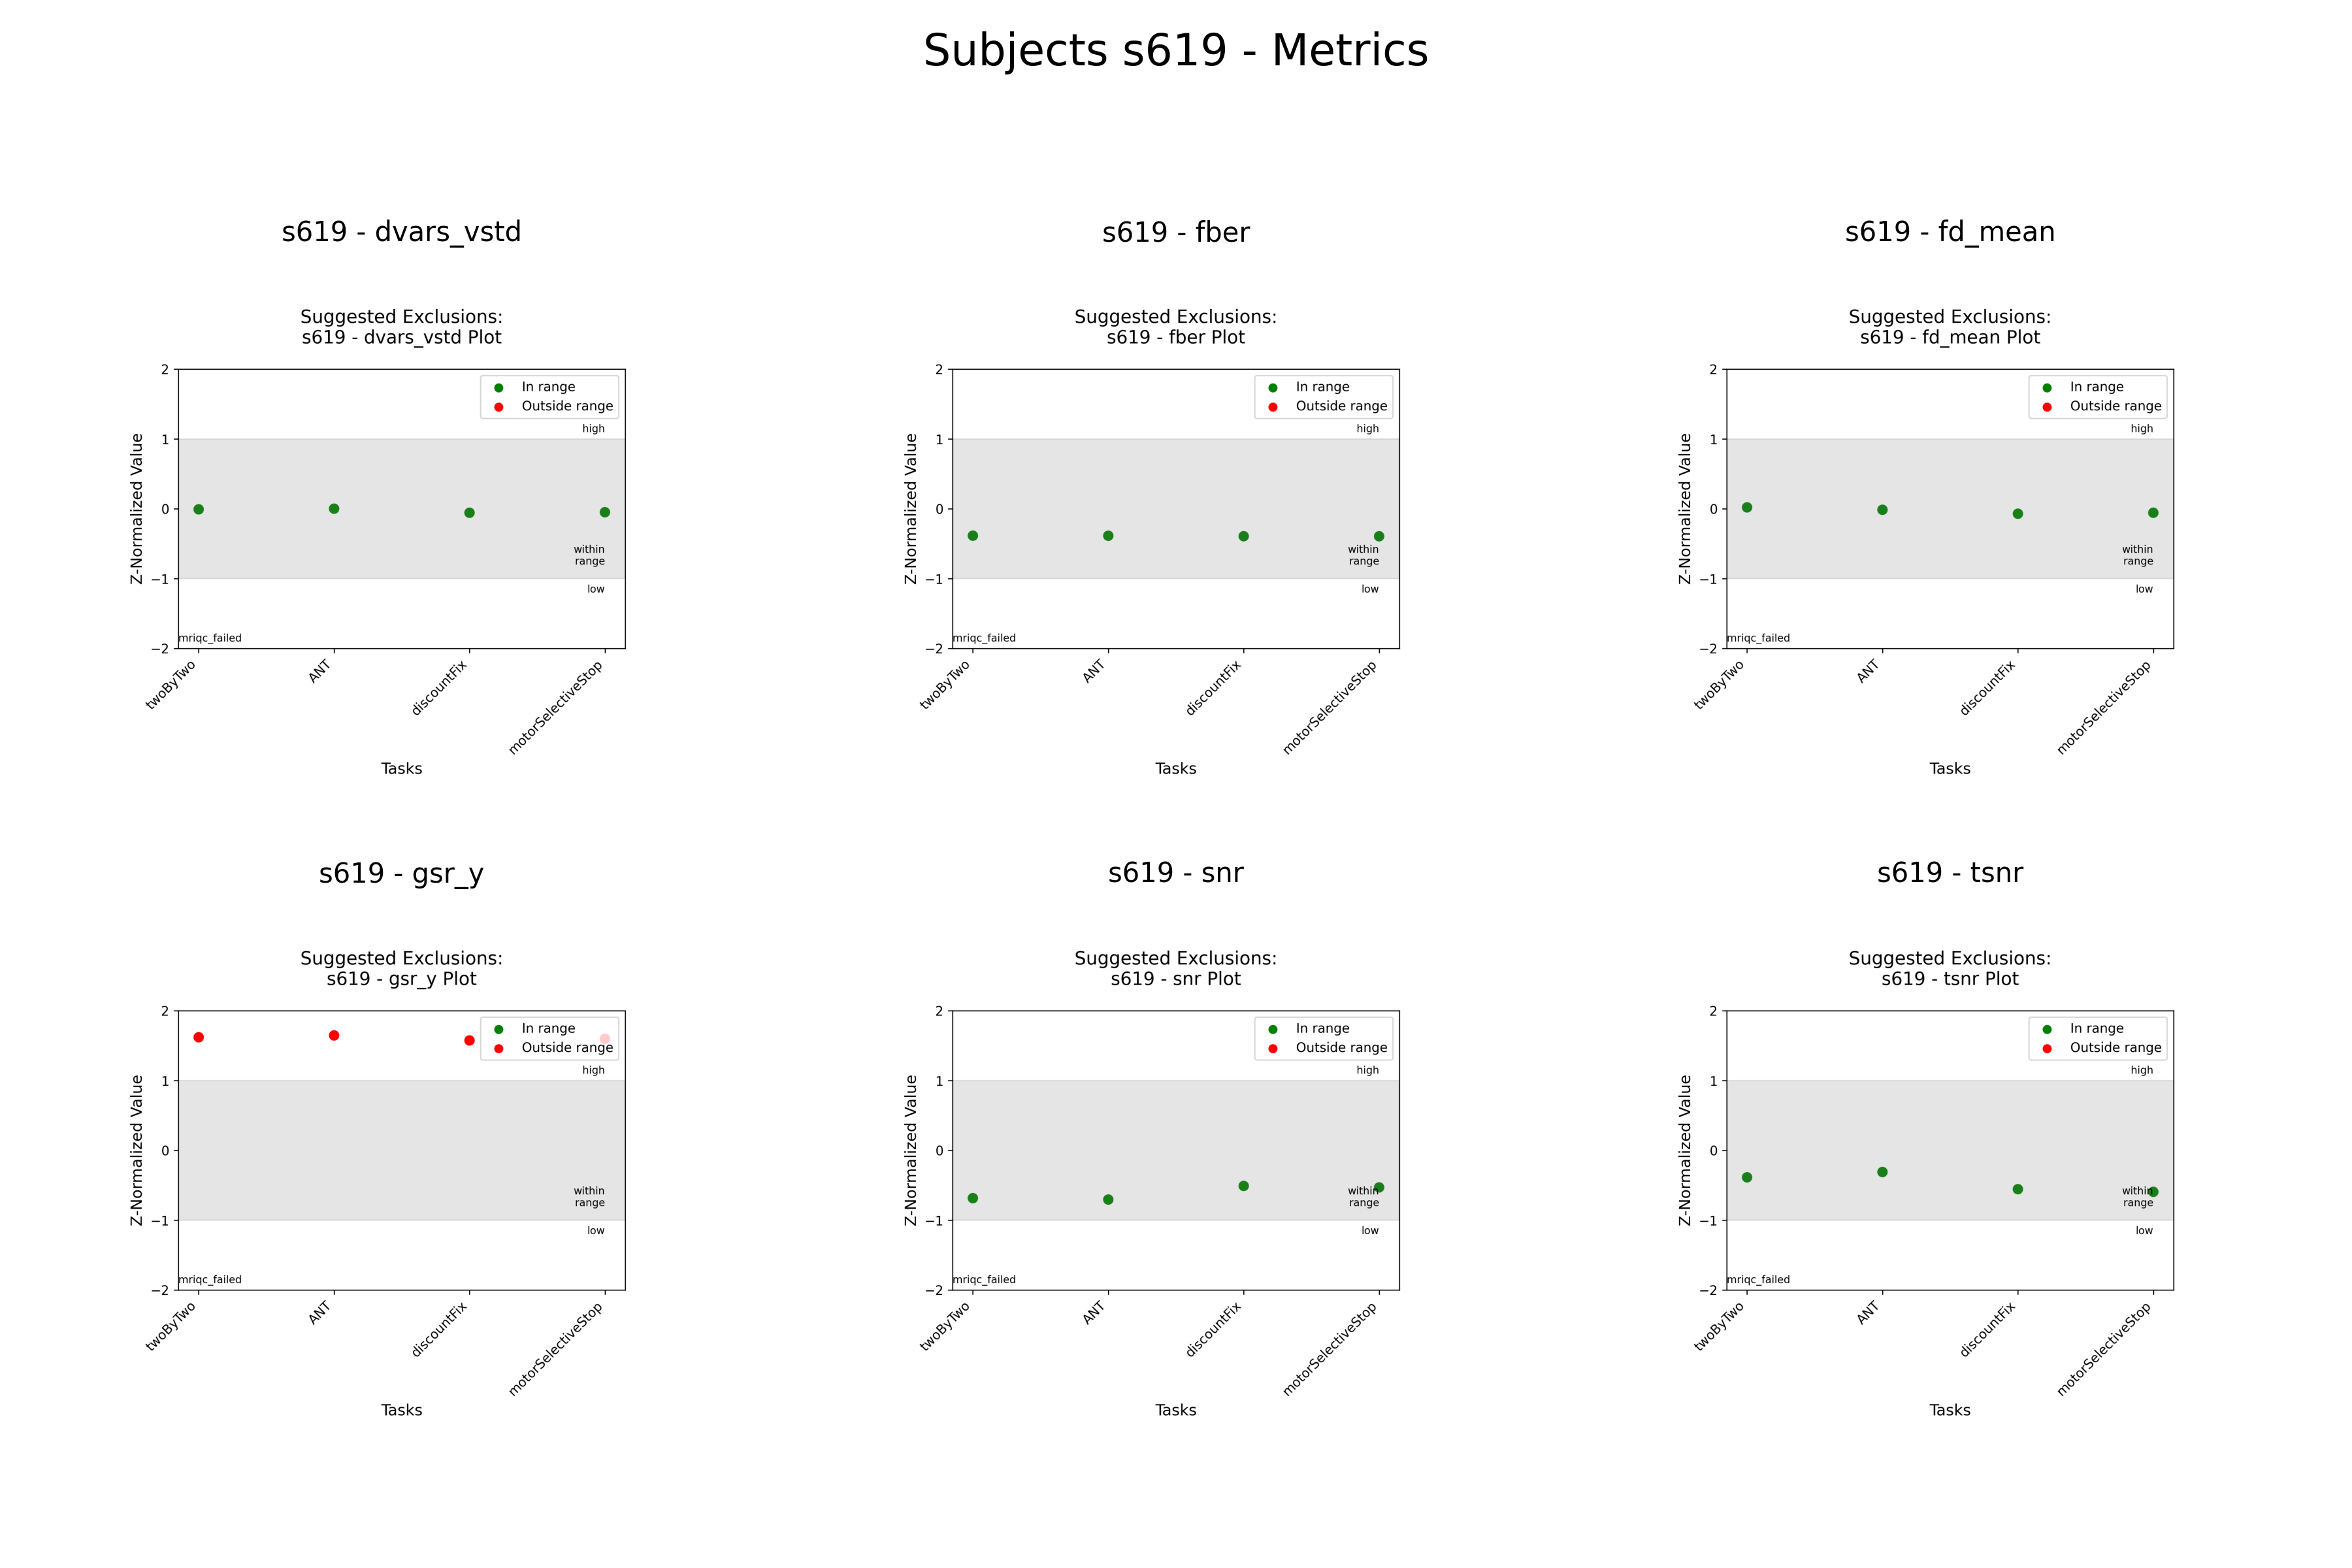 Subjects s619 - Metrics
s619 - dvars_vstd
Suggested Exclusions:
s619 - dvars_vstd Plot
Z-Normalized Value
2
1
0
−1
−2
In range
Outside range
high
within
range
low
mriqc_failed
twoByTwo
ANT
discountFix
motorSelectiveStop
Tasks
s619 - fber
Suggested Exclusions:
s619 - fber Plot
Z-Normalized Value
2
1
0
−1
−2
In range
Outside range
high
within
range
low
mriqc_failed
twoByTwo
ANT
discountFix
motorSelectiveStop
Tasks
s619 - fd_mean
Suggested Exclusions:
s619 - fd_mean Plot
Z-Normalized Value
2
1
0
−1
−2
In range
Outside range
high
within
range
low
mriqc_failed
twoByTwo
ANT
discountFix
motorSelectiveStop
Tasks
s619 - gsr_y
Suggested Exclusions:
s619 - gsr_y Plot
Z-Normalized Value
2
1
0
−1
−2
In range
Outside range
high
within
range
low
mriqc_failed
twoByTwo
ANT
discountFix
motorSelectiveStop
Tasks
s619 - snr
Suggested Exclusions:
s619 - snr Plot
Z-Normalized Value
2
1
0
−1
−2
In range
Outside range
high
within
range
low
mriqc_failed
twoByTwo
ANT
discountFix
motorSelectiveStop
Tasks
s619 - tsnr
Suggested Exclusions:
s619 - tsnr Plot
Z-Normalized Value
2
1
0
−1
−2
In range
Outside range
high
within
range
low
mriqc_failed
twoByTwo
ANT
discountFix
motorSelectiveStop
Tasks